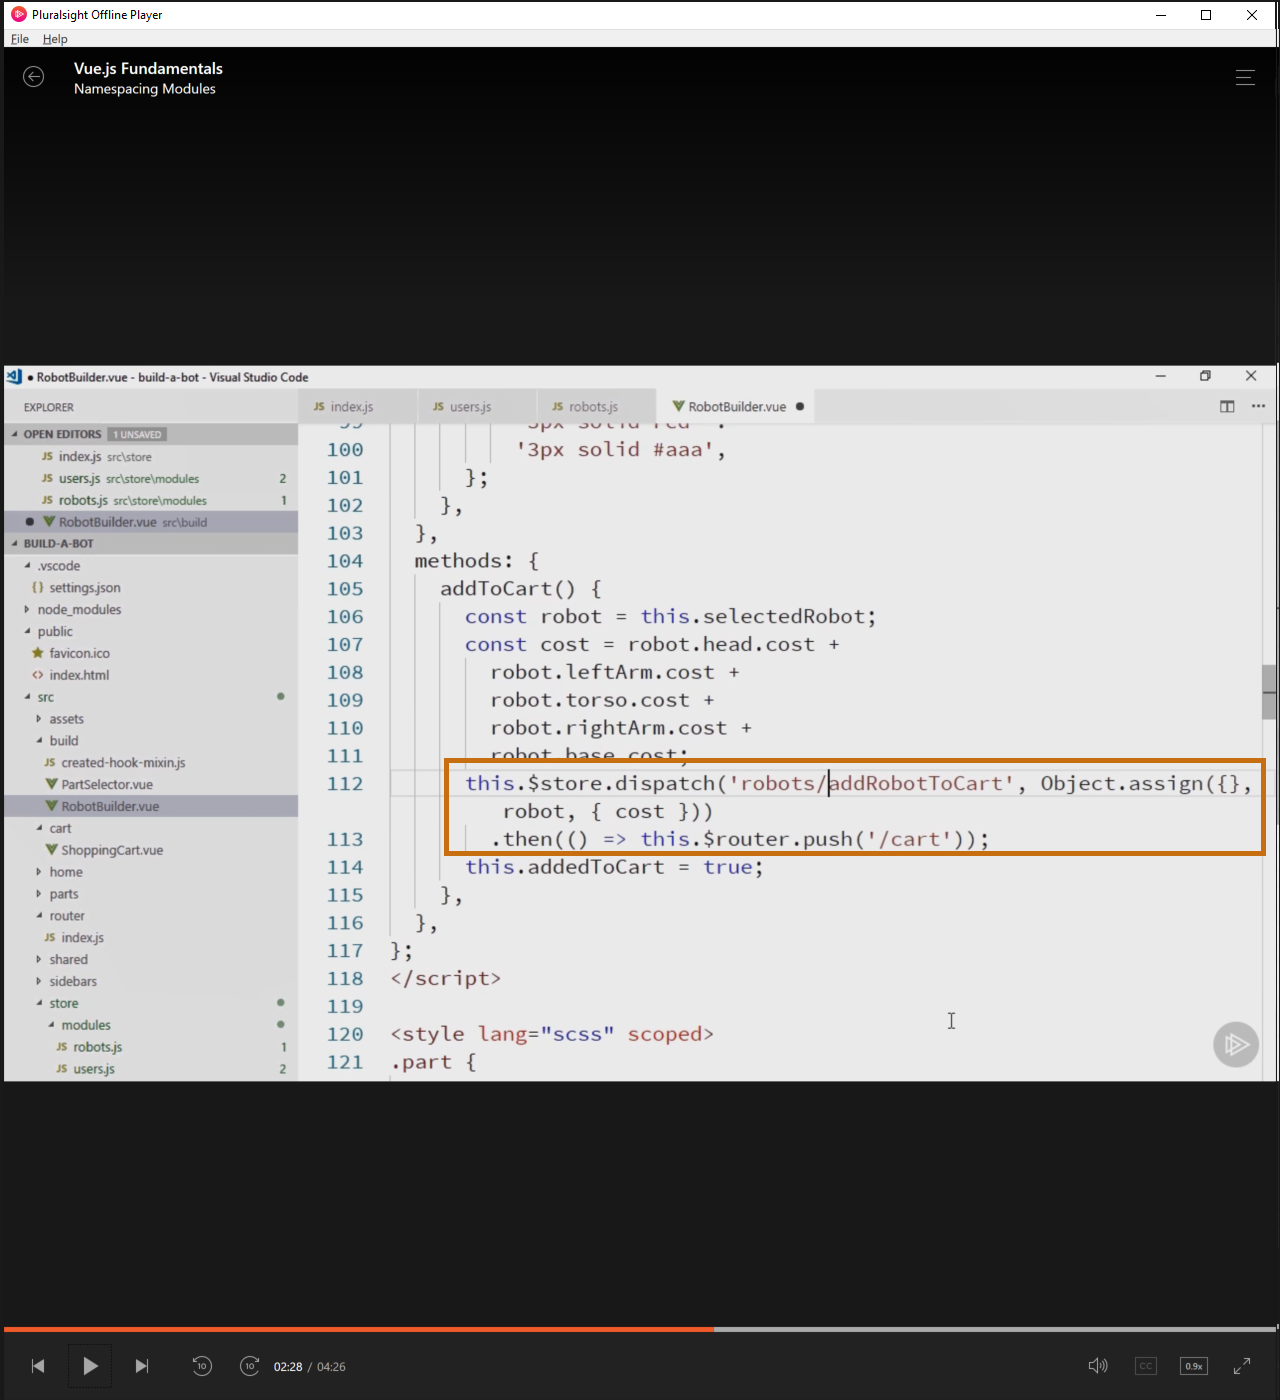 Pluralsight Offline Player
File Help
Vue.js Fundamentals
Namespacing Modules
● RobotBuilder.vue - build-a-bot - Visual Studio Code
EXPLORER
JS index.js
JS users.js
JS robots.js
RobotBuilder.vue ●
OPEN EDITORS 1 UNSAVED
JS index.js src\store
JS users.js src\store\modules 2
JS robots.js src\store\modules 1
● RobotBuilder.vue src\build
BUILD-A-BOT
.vscode
{} settings.json
node_modules
public
favicon.ico
<> index.html
src
assets
build
JS created-hook-mixin.js
PartSelector.vue
RobotBuilder.vue
cart
ShoppingCart.vue
home
parts
router
JS index.js
shared
sidebars
store
modules
JS robots.js 1
JS users.js 2
99 '3px solid red' :
100 '3px solid #aaa',
101 };
102 },
103 },
104 methods: {
105 addToCart() {
106 const robot = this.selectedRobot;
107 const cost = robot.head.cost +
108 robot.leftArm.cost +
109 robot.torso.cost +
110 robot.rightArm.cost +
111 robot.base.cost;
112 this.$store.dispatch('robots/addRobotToCart', Object.assign({},
robot, { cost }))
113 .then(() => this.$router.push('/cart'));
114 this.addedToCart = true;
115 },
116 },
117 };
118 </script>
119
120 <style lang="scss" scoped>
121 .part {
10
10
02:28 / 04:26
CC
0.9x